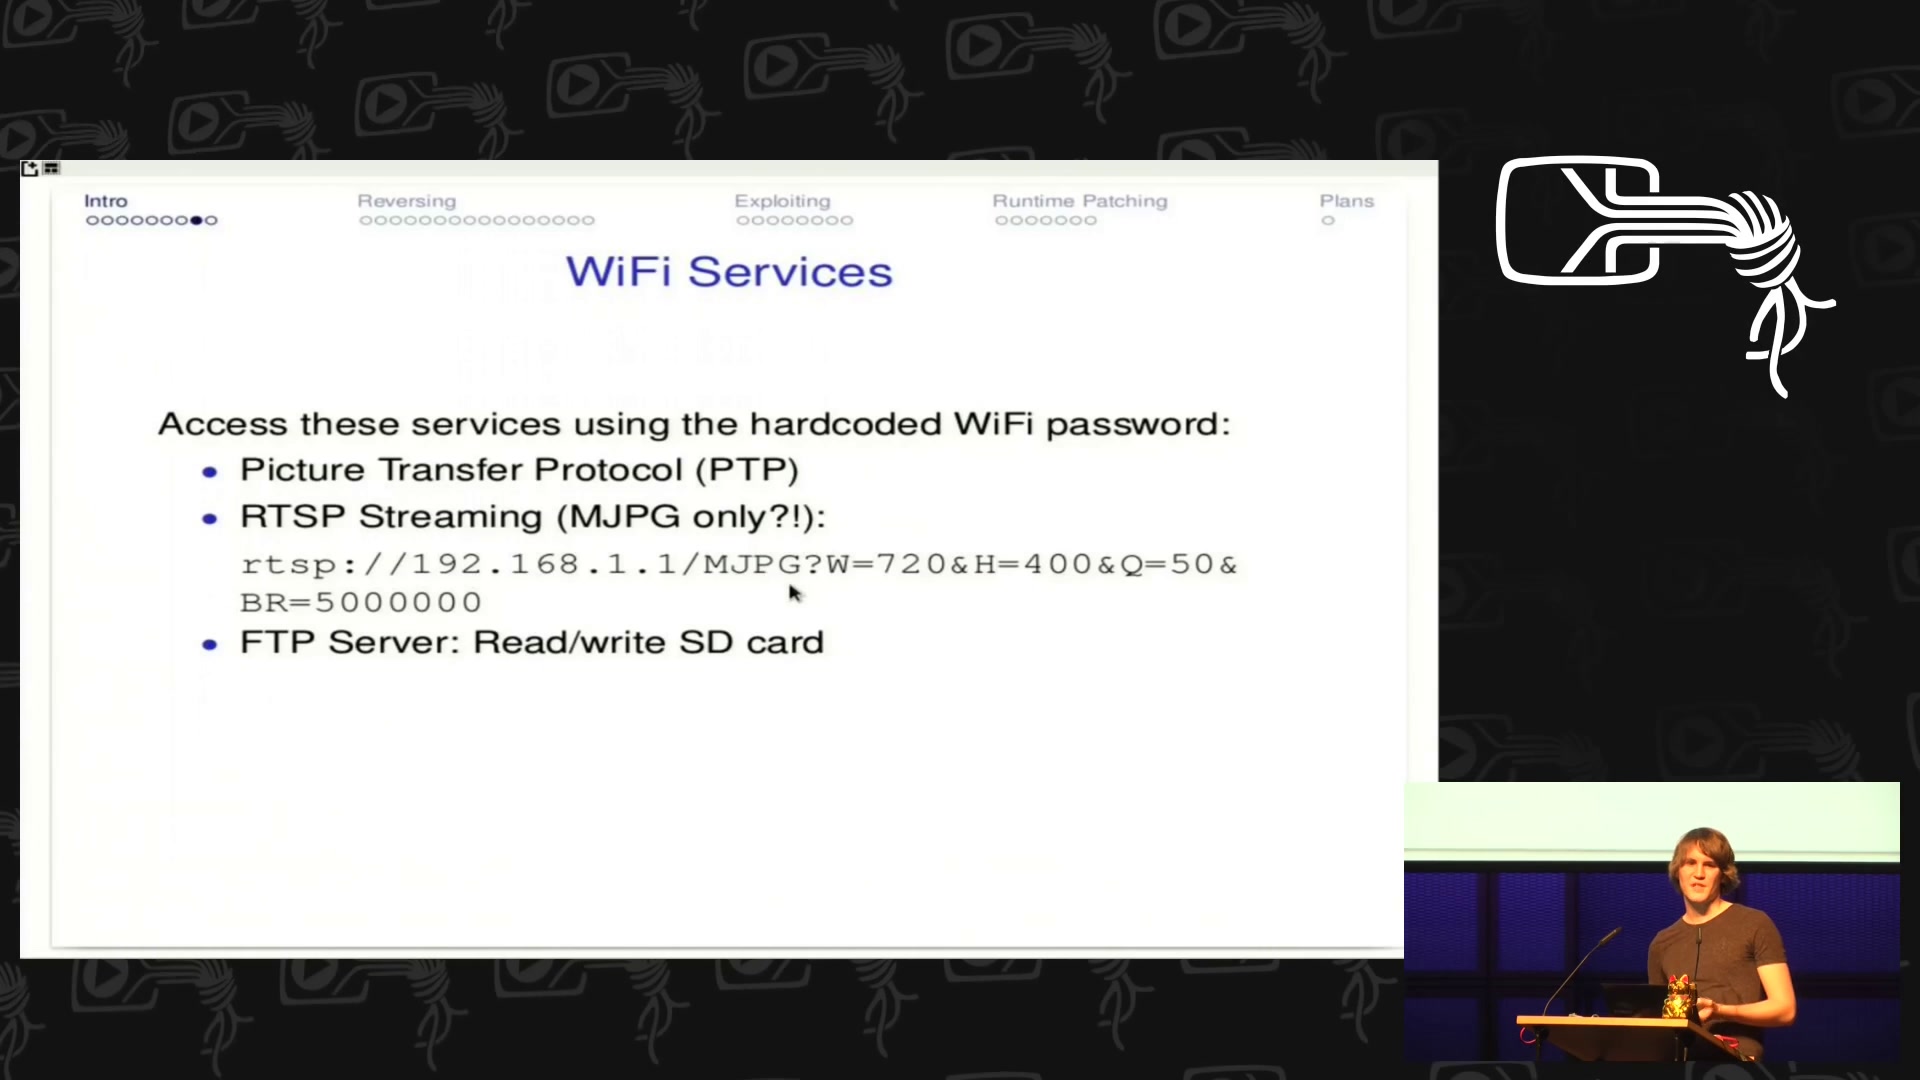 Intro
Reversing
Exploiting
Runtime Patching
Plans
WiFi Services
Access these services using the hardcoded WiFi password:
Picture Transfer Protocol (PTP)
RTSP Streaming (MJPG only?!):
rtsp://192.168.1.1/MJPG?W=720&H=400&Q=50&
BR=5000000
FTP Server: Read/write SD card